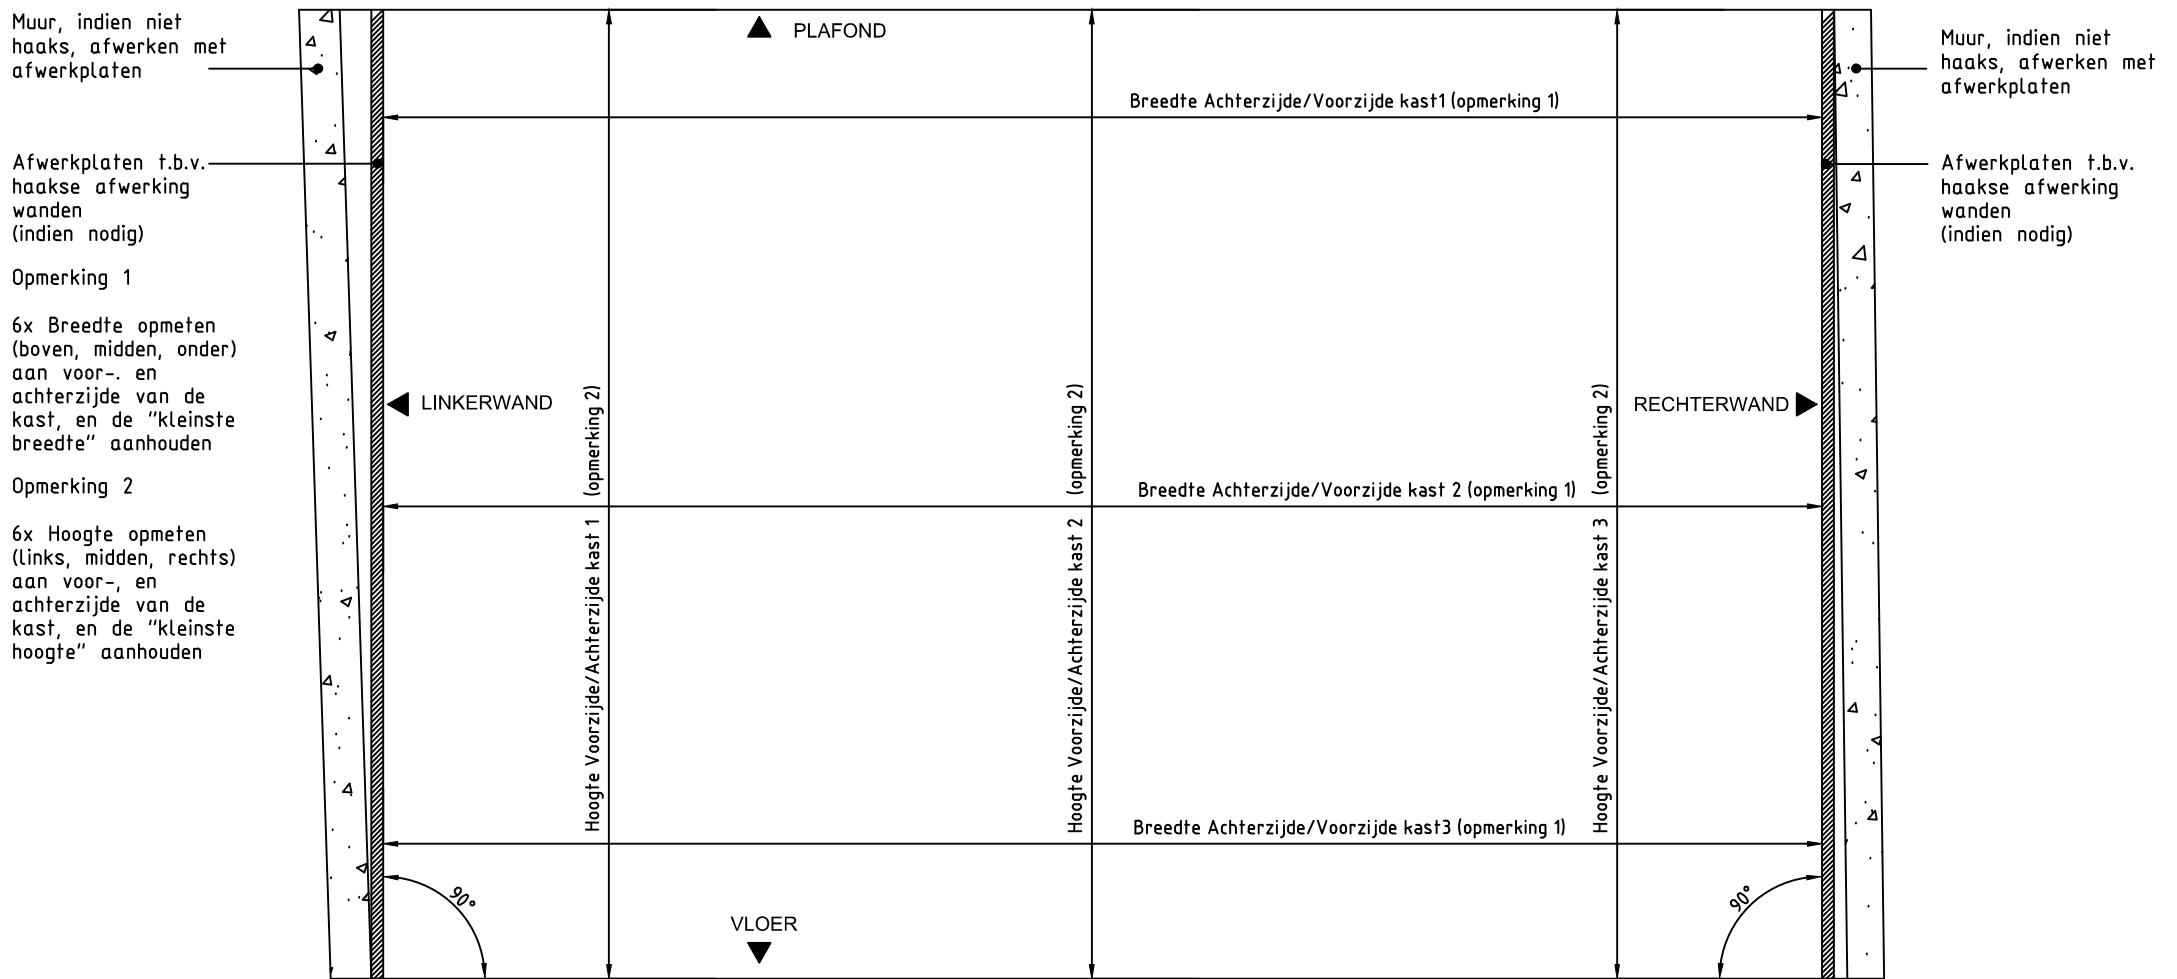 Muur, indien niet
haaks, afwerken met
afwerkplaten
Afwerkplaten t.b.v.
haakse afwerking
wanden
(indien nodig)
Opmerking 1
6x Breedte opmeten
(boven, midden, onder)
aan voor-. en
achterzijde van de
kast, en de "kleinste
breedte" aanhouden
Opmerking 2
6x Hoogte opmeten
(links, midden, rechts)
aan voor-, en
achterzijde van de
kast, en de "kleinste
hoogte" aanhouden
PLAFOND
Breedte Achterzijde/Voorzijde kast1 (opmerking 1)
LINKERWAND
RECHTERWAND
Hoogte Voorzijde/Achterzijde kast 1 (opmerking 2)
Hoogte Voorzijde/Achterzijde kast 2 (opmerking 2)
Hoogte Voorzijde/Achterzijde kast 3 (opmerking 2)
Breedte Achterzijde/Voorzijde kast 2 (opmerking 1)
Breedte Achterzijde/Voorzijde kast3 (opmerking 1)
90°
90°
VLOER
Muur, indien niet
haaks, afwerken met
afwerkplaten
Afwerkplaten t.b.v.
haakse afwerking
wanden
(indien nodig)